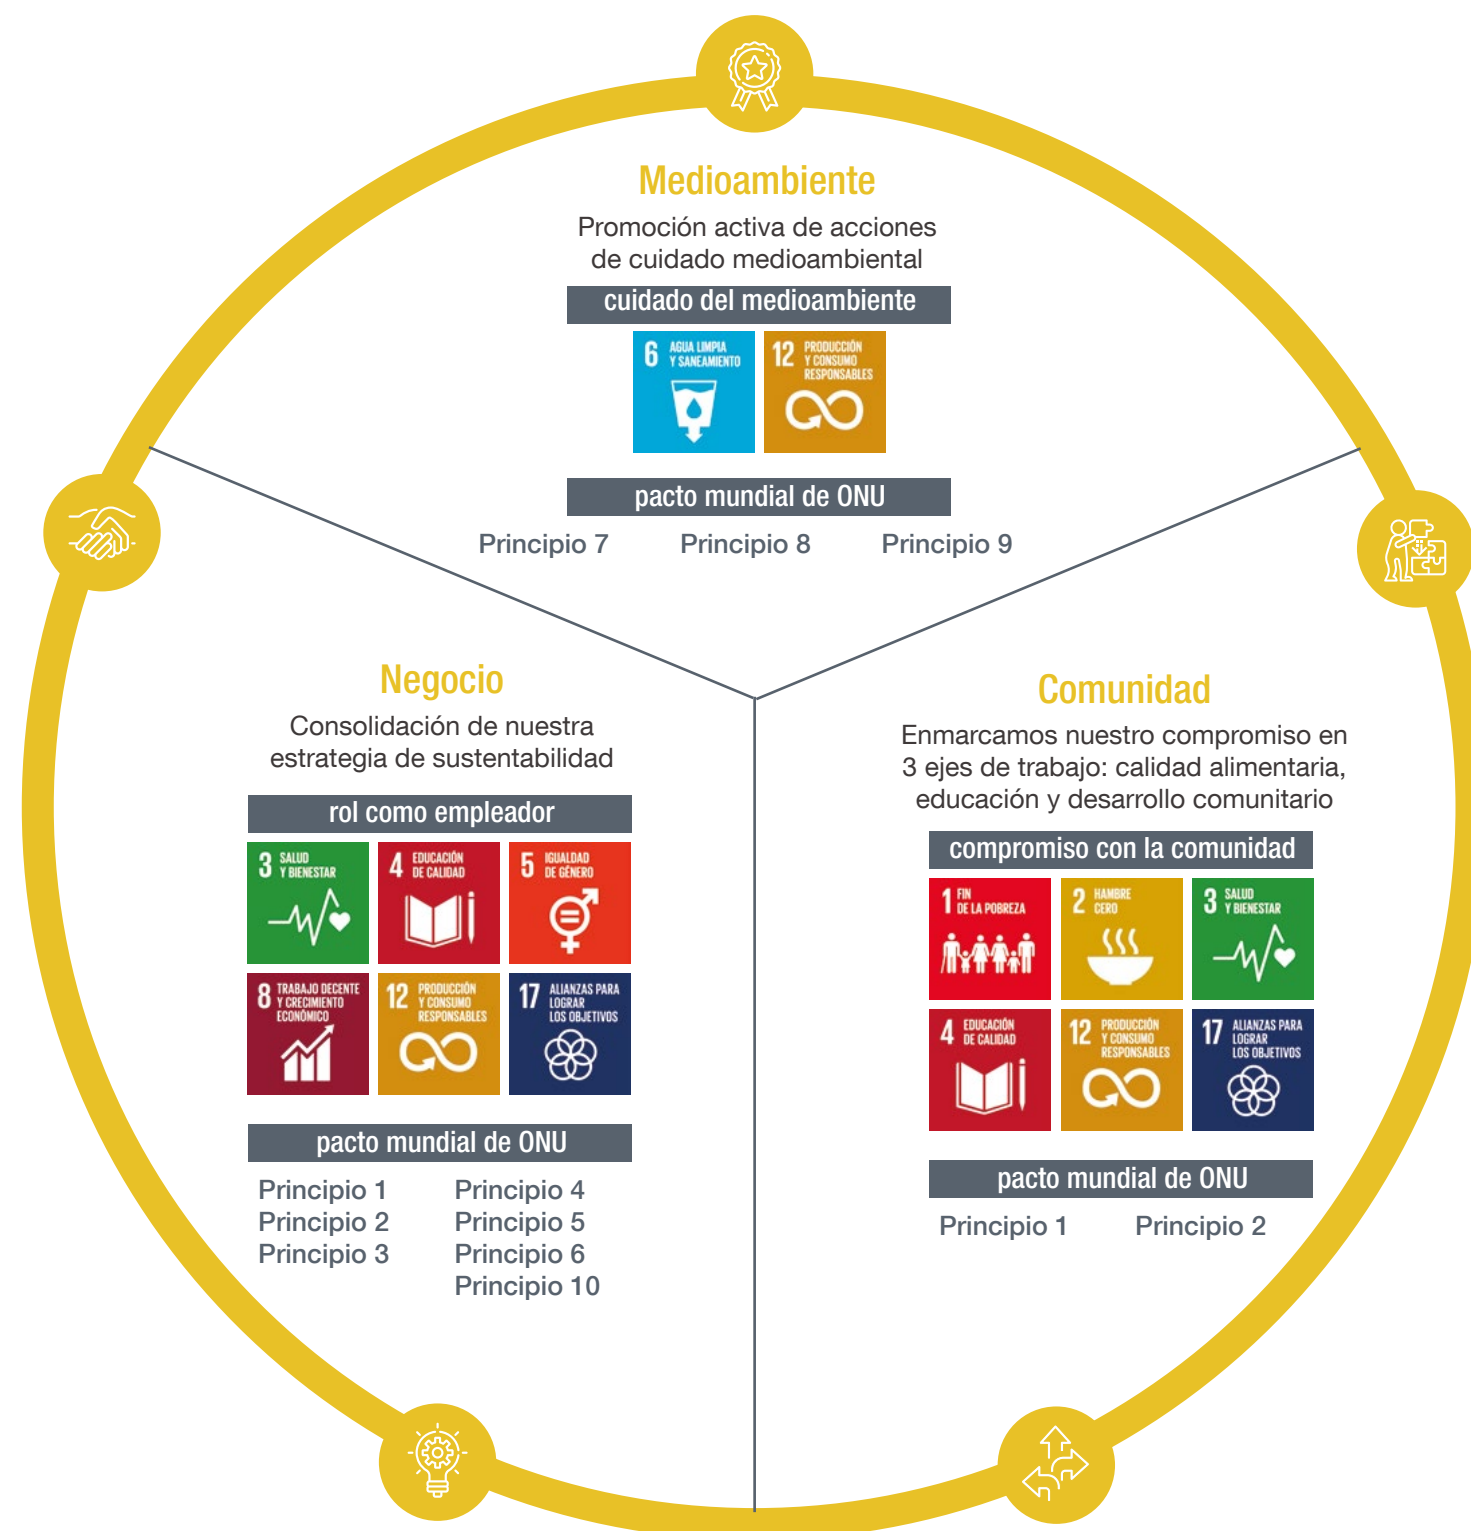 Medioambiente
Promoción activa de acciones
de cuidado medioambiental
cuidado del medioambiente
6 AGUA LIMPIA
Y SANEAMIENTO
12 PRODUCCIÓN
Y CONSUMO
RESPONSABLES
pacto mundial de ONU
Principio 7
Principio 8
Principio 9
Negocio
Consolidación de nuestra
estrategia de sustentabilidad
rol como empleador
3 SALUD
Y BIENESTAR
4 EDUCACIÓN
DE CALIDAD
5 IGUALDAD
DE GÉNERO
8 TRABAJO DECENTE
Y CRECIMIENTO
ECONÓMICO
12 PRODUCCIÓN
Y CONSUMO
RESPONSABLES
17 ALIANZAS PARA
LOGRAR
LOS OBJETIVOS
pacto mundial de ONU
Principio 1
Principio 2
Principio 3
Principio 4
Principio 5
Principio 6
Principio 10
Comunidad
Enmarcamos nuestro compromiso en
3 ejes de trabajo: calidad alimentaria,
educación y desarrollo comunitario
compromiso con la comunidad
1 FIN
DE LA POBREZA
2 HAMBRE
CERO
3 SALUD
Y BIENESTAR
4 EDUCACIÓN
DE CALIDAD
12 PRODUCCIÓN
Y CONSUMO
RESPONSABLES
17 ALIANZAS PARA
LOGRAR
LOS OBJETIVOS
pacto mundial de ONU
Principio 1
Principio 2